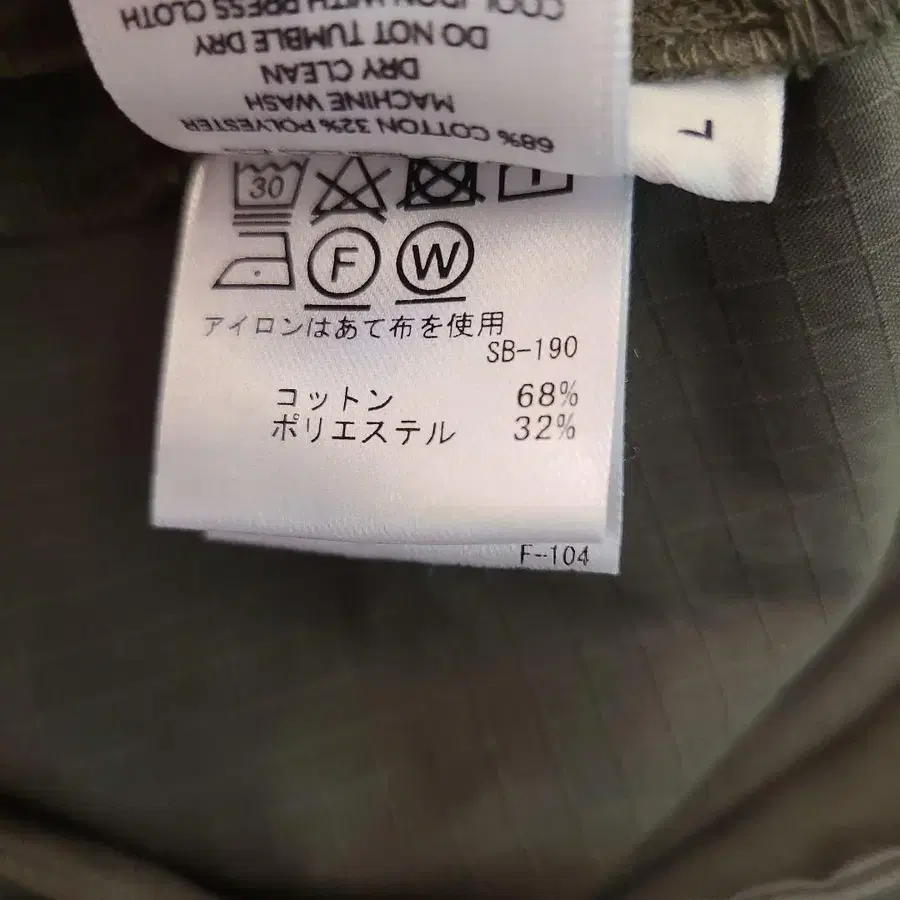 68% COTTON 32% POLYESTER
MACHINE WASH
DRY CLEAN
DO NOT TUMBLE DRY
COOL IRON WITH PRESS CLOTH
30
F W
アイロンはあて布を使用
SB-190
コットン 68%
ポリエステル 32%
F-104